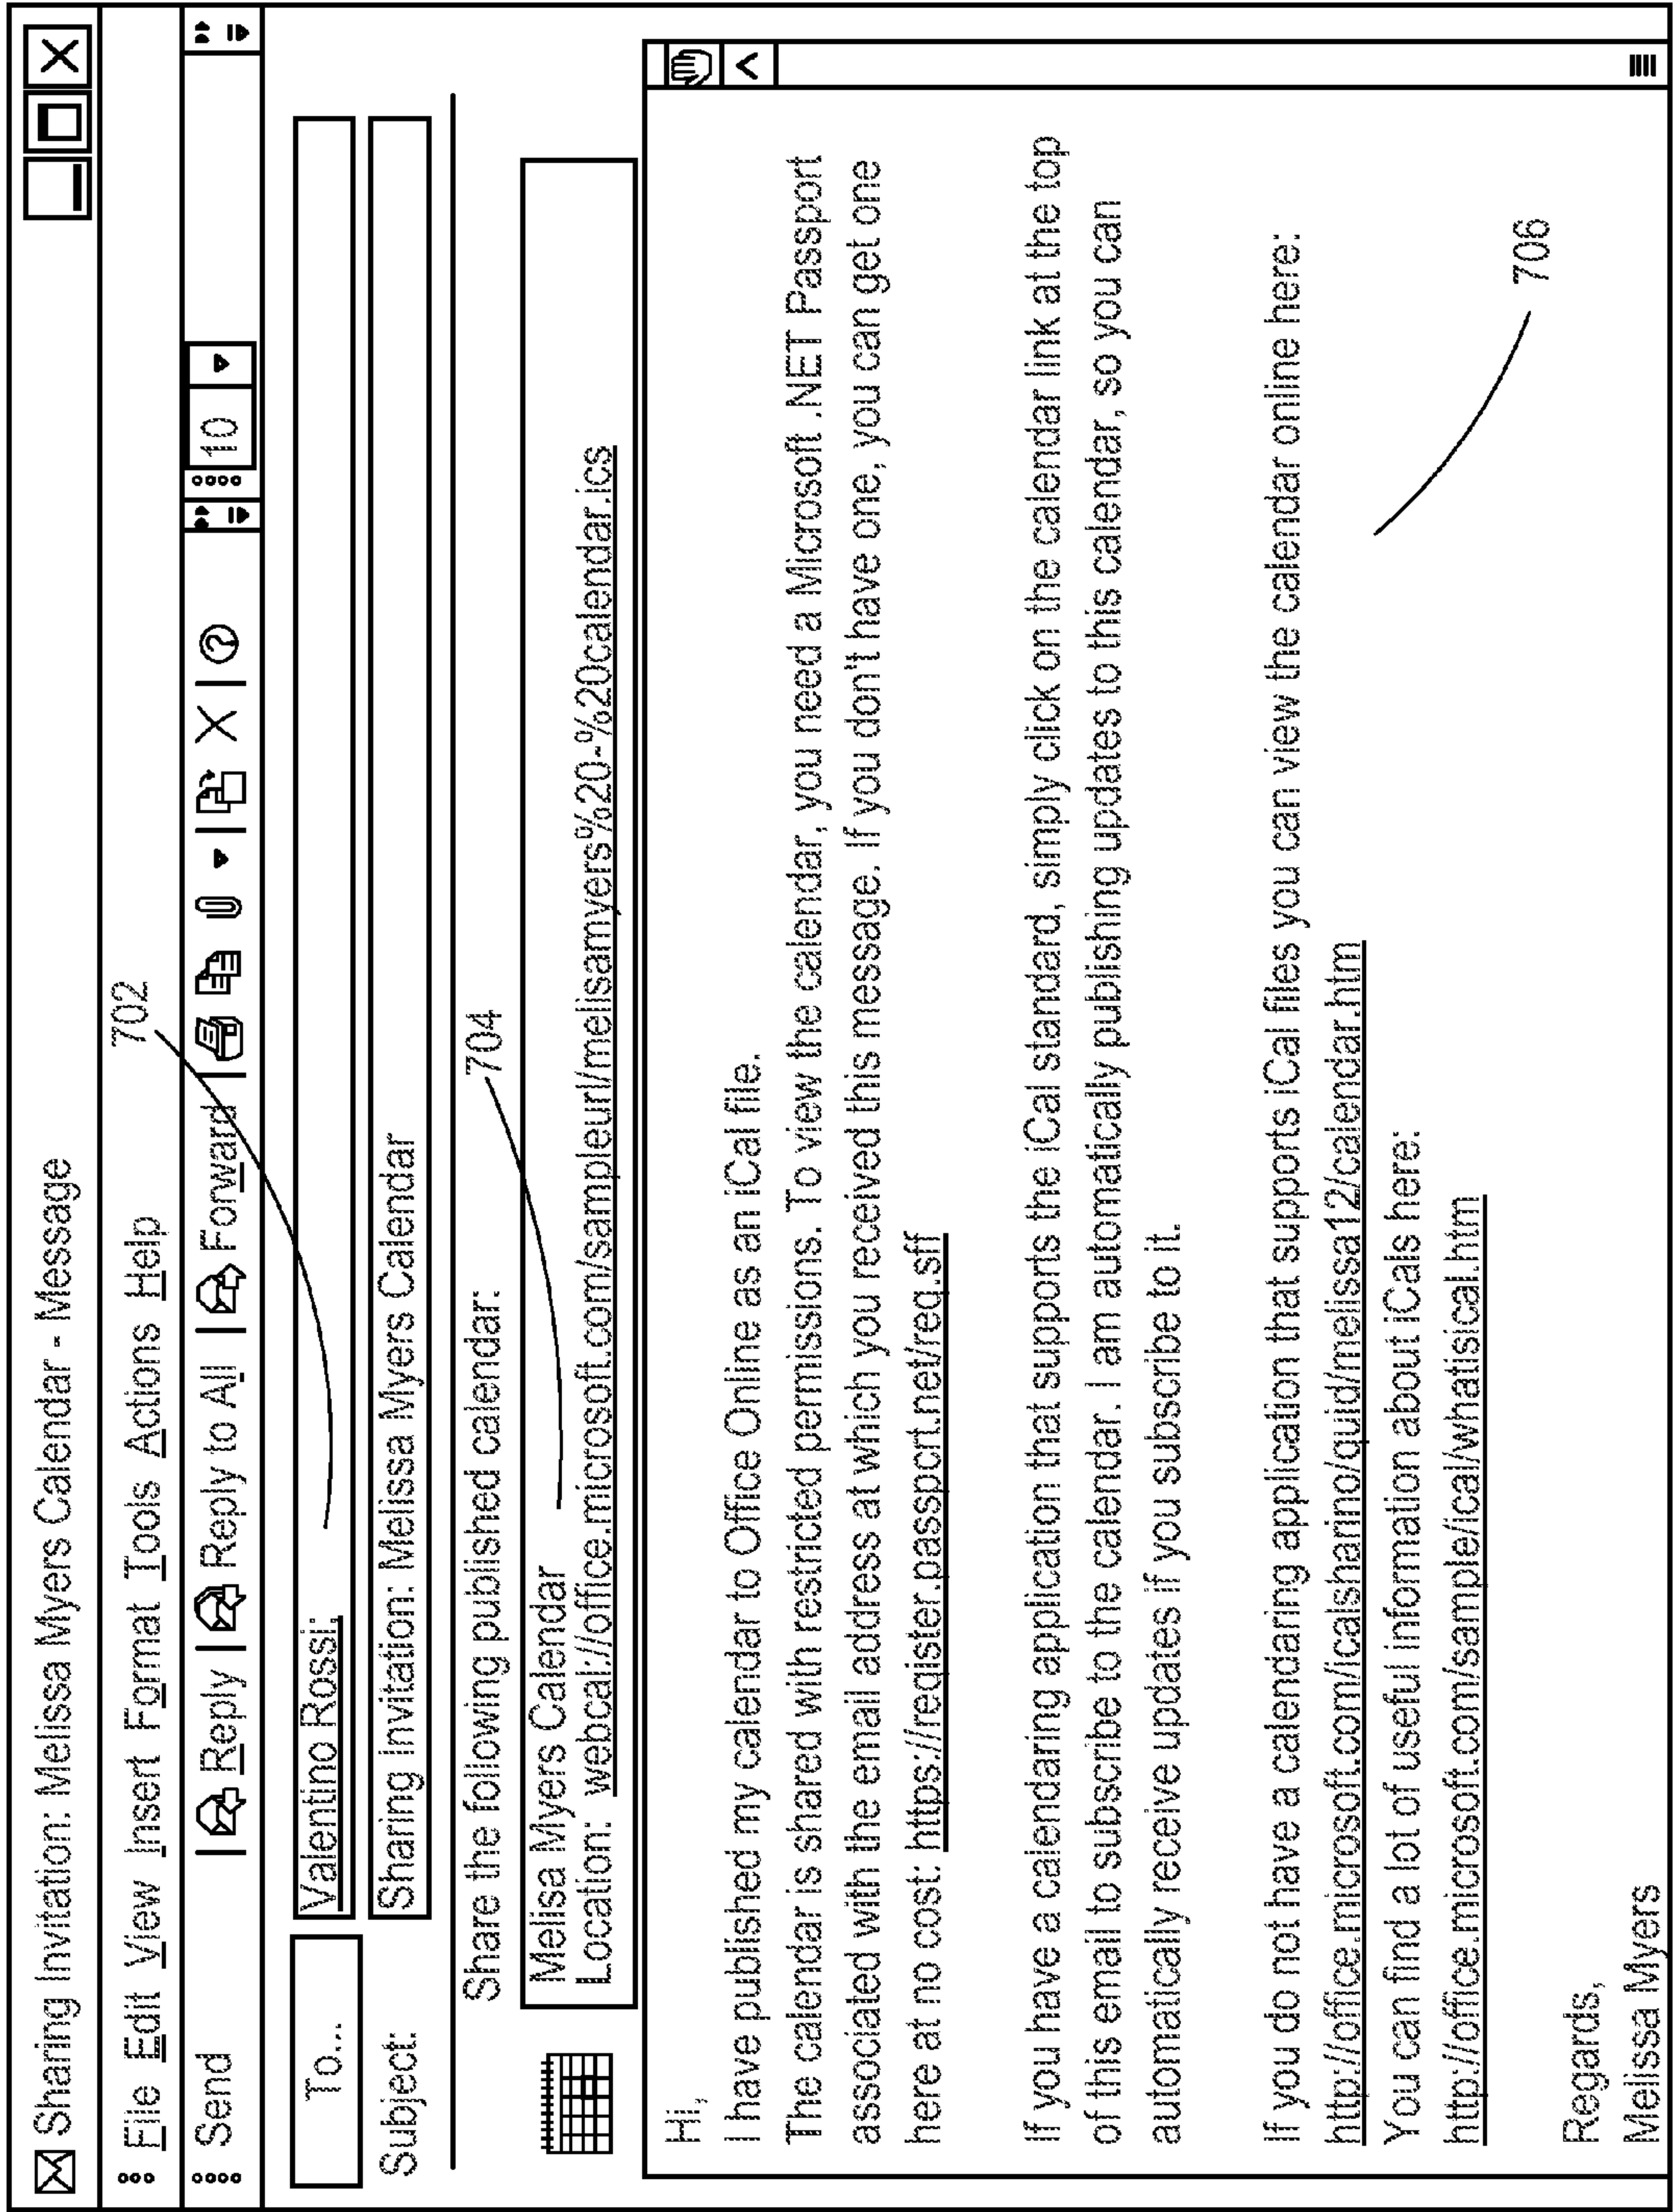 Sharing Invitation: Melissa Myers Calendar - Message
File Edit View Insert Format Tools Actions Help
702
Send Reply Reply to All Forward 10
To... Valentino Rossi;
Subject: Sharing invitation: Melissa Myers Calendar
Share the following published calendar:
704
Melisa Myers Calendar
Location: webcal://office.microsoft.com/sampleurl/melisamyers%20-%20calendar.ics
Hi,
I have published my calendar to Office Online as an iCal file.
The calendar is shared with restricted permissions. To view the calendar, you need a Microsoft .NET Passport
associated with the email address at which you received this message. If you don't have one, you can get one
here at no cost: https://register.passport.net/reg.sff
If you have a calendaring application that supports the iCal standard, simply click on the calendar link at the top
of this email to subscribe to the calendar. I am automatically publishing updates to this calendar, so you can
automatically receive updates if you subscribe to it.
If you do not have a calendaring application that supports iCal files you can view the calendar online here:
http://office.microsoft.com/icalsharing/guid/melissa12/calendar.htm
You can find a lot of useful information about iCals here:
http://office.microsoft.com/sample/ical/whatisical.htm
706
Regards,
Melissa Myers